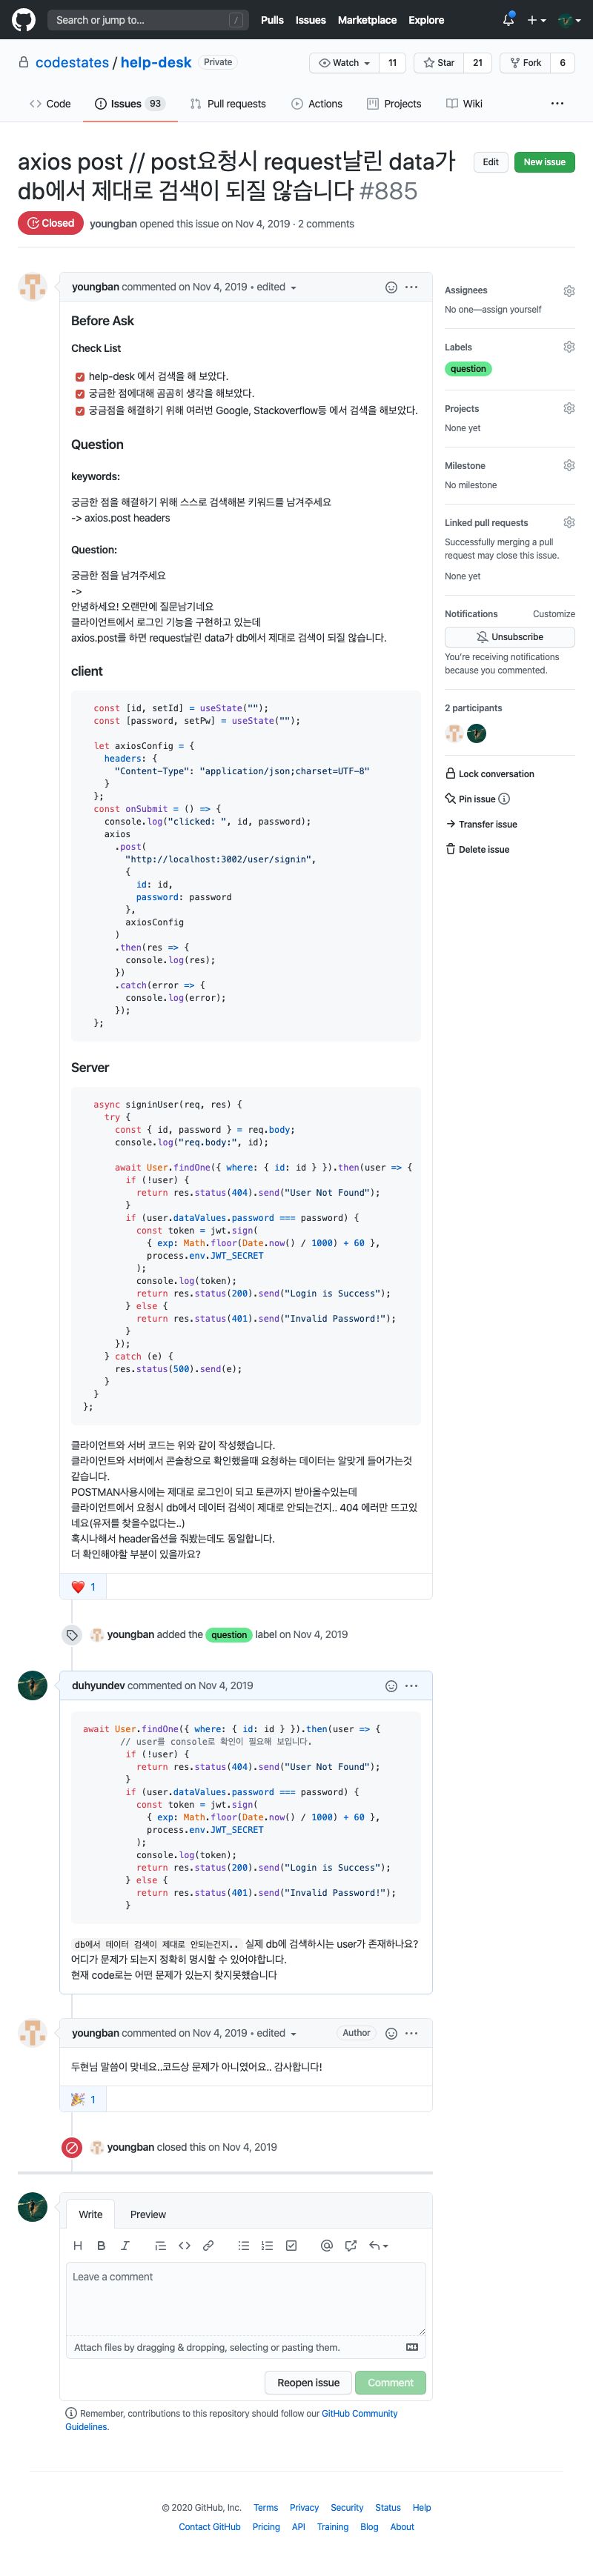 Search or jump to...
/
Pulls Issues Marketplace Explore
codestates / help-desk Private
Watch 11 Star 21 Fork 6
Code Issues 93 Pull requests Actions Projects Wiki ...
axios post // post요청시 request날린 data가
db에서 제대로 검색이 되질 않습니다 #885
Edit New issue
Closed youngban opened this issue on Nov 4, 2019 · 2 comments
youngban commented on Nov 4, 2019 • edited
Before Ask
Check List
help-desk 에서 검색을 해 보았다.
궁금한 점에대해 곰곰히 생각을 해보았다.
궁금점을 해결하기 위해 여러번 Google, Stackoverflow등 에서 검색을 해보았다.
Question
keywords:
궁금한 점을 해결하기 위해 스스로 검색해본 키워드를 남겨주세요
-> axios.post headers
Question:
궁금한 점을 남겨주세요
->
안녕하세요! 오랜만에 질문남기네요
클라이언트에서 로그인 기능을 구현하고 있는데
axios.post를 하면 request날린 data가 db에서 제대로 검색이 되질 않습니다.
client
const [id, setId] = useState("");
const [password, setPw] = useState("");
let axiosConfig = {
headers: {
"Content-Type": "application/json;charset=UTF-8"
}
};
const onSubmit = () => {
console.log("clicked: ", id, password);
axios
.post(
"http://localhost:3002/user/signin",
{
id: id,
password: password
},
axiosConfig
)
.then(res => {
console.log(res);
})
.catch(error => {
console.log(error);
});
};
Server
async signinUser(req, res) {
try {
const { id, password } = req.body;
console.log("req.body:", id);
await User.findOne({ where: { id: id } }).then(user => {
if (!user) {
return res.status(404).send("User Not Found");
}
if (user.dataValues.password === password) {
const token = jwt.sign(
{ exp: Math.floor(Date.now() / 1000) + 60 },
process.env.JWT_SECRET
);
console.log(token);
return res.status(200).send("Login is Success");
} else {
return res.status(401).send("Invalid Password!");
}
});
} catch (e) {
res.status(500).send(e);
}
}
};
클라이언트와 서버 코드는 위와 같이 작성했습니다.
클라이언트와 서버에서 콘솔창으로 확인했을때 요청하는 데이터는 알맞게 들어가는것
같습니다.
POSTMAN사용시에는 제대로 로그인이 되고 토큰까지 받아올수있는데
클라이언트에서 요청시 db에서 데이터 검색이 제대로 안되는건지.. 404 에러만 뜨고있
네요(유저를 찾을수없다는..)
혹시나해서 header옵션을 줘봤는데도 동일합니다.
더 확인해야할 부분이 있을까요?
❤️ 1
youngban added the question label on Nov 4, 2019
duhyundev commented on Nov 4, 2019
await User.findOne({ where: { id: id } }).then(user => {
// user를 console로 확인이 필요해 보입니다.
if (!user) {
return res.status(404).send("User Not Found");
}
if (user.dataValues.password === password) {
const token = jwt.sign(
{ exp: Math.floor(Date.now() / 1000) + 60 },
process.env.JWT_SECRET
);
console.log(token);
return res.status(200).send("Login is Success");
} else {
return res.status(401).send("Invalid Password!");
}
db에서 데이터 검색이 제대로 안되는건지.. 실제 db에 검색하시는 user가 존재하나요?
어디가 문제가 되는지 정확히 명시할 수 있어야합니다.
현재 code로는 어떤 문제가 있는지 찾지못했습니다
youngban commented on Nov 4, 2019 • edited Author
두현님 말씀이 맞네요..코드상 문제가 아니였어요.. 감사합니다!
🎉 1
youngban closed this on Nov 4, 2019
Write Preview
Leave a comment
Attach files by dragging & dropping, selecting or pasting them.
Reopen issue Comment
Remember, contributions to this repository should follow our GitHub Community
Guidelines.
Assignees
No one—assign yourself
Labels
question
Projects
None yet
Milestone
No milestone
Linked pull requests
Successfully merging a pull
request may close this issue.
None yet
Notifications Customize
Unsubscribe
You're receiving notifications
because you commented.
2 participants
Lock conversation
Pin issue
Transfer issue
Delete issue
© 2020 GitHub, Inc. Terms Privacy Security Status Help
Contact GitHub Pricing API Training Blog About